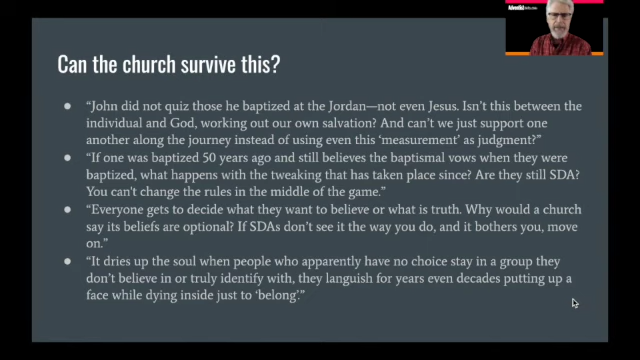 Can the church survive this?
● "John did not quiz those he baptized at the Jordan—not even Jesus. Isn't this between the
individual and God, working out our own salvation? And can't we just support one
another along the journey instead of using even this 'measurement' as judgment?"
● "If one was baptized 50 years ago and still believes the baptismal vows when they were
baptized, what happens with the tweaking that has taken place since? Are they still SDA?
You can't change the rules in the middle of the game."
● "Everyone gets to decide what they want to believe or what is truth. Why would a church
say its beliefs are optional? If SDAs don't see it the way you do, and it bothers you, move
on."
● "It dries up the soul when people who apparently have no choice stay in a group they
don't believe in or truly identify with, they languish for years even decades putting up a
face while dying inside just to 'belong'."